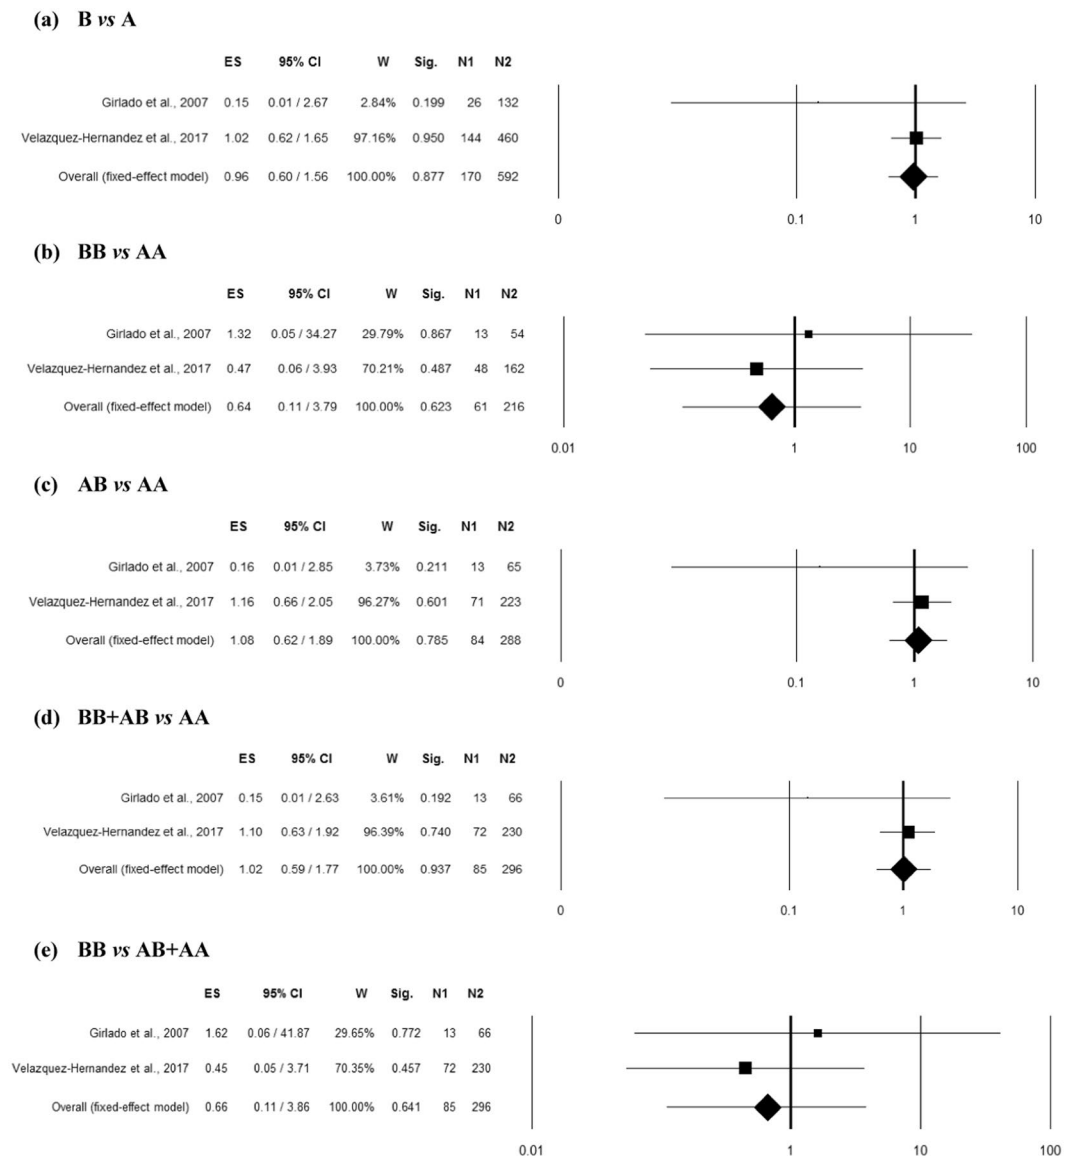 (a) B vs A
ES 95% CI W Sig. N1 N2
Girlado et al., 2007 0.15 0.01 / 2.67 2.84% 0.199 26 132
Velazquez-Hernandez et al., 2017 1.02 0.62 / 1.65 97.16% 0.950 144 460
Overall (fixed-effect model) 0.96 0.60 / 1.56 100.00% 0.877 170 592
0 0.1 1 10
(b) BB vs AA
ES 95% CI W Sig. N1 N2
Girlado et al., 2007 1.32 0.05 / 34.27 29.79% 0.867 13 54
Velazquez-Hernandez et al., 2017 0.47 0.06 / 3.93 70.21% 0.487 48 162
Overall (fixed-effect model) 0.64 0.11 / 3.79 100.00% 0.623 61 216
0.01 1 10 100
(c) AB vs AA
ES 95% CI W Sig. N1 N2
Girlado et al., 2007 0.16 0.01 / 2.85 3.73% 0.211 13 65
Velazquez-Hernandez et al., 2017 1.16 0.66 / 2.05 96.27% 0.601 71 223
Overall (fixed-effect model) 1.08 0.62 / 1.89 100.00% 0.785 84 288
0 0.1 1 10
(d) BB+AB vs AA
ES 95% CI W Sig. N1 N2
Girlado et al., 2007 0.15 0.01 / 2.63 3.61% 0.192 13 66
Velazquez-Hernandez et al., 2017 1.10 0.63 / 1.92 96.39% 0.740 72 230
Overall (fixed-effect model) 1.02 0.59 / 1.77 100.00% 0.937 85 296
0 0.1 1 10
(e) BB vs AB+AA
ES 95% CI W Sig. N1 N2
Girlado et al., 2007 1.62 0.06 / 41.87 29.65% 0.772 13 66
Velazquez-Hernandez et al., 2017 0.45 0.05 / 3.71 70.35% 0.457 72 230
Overall (fixed-effect model) 0.66 0.11 / 3.86 100.00% 0.641 85 296
0.01 1 10 100